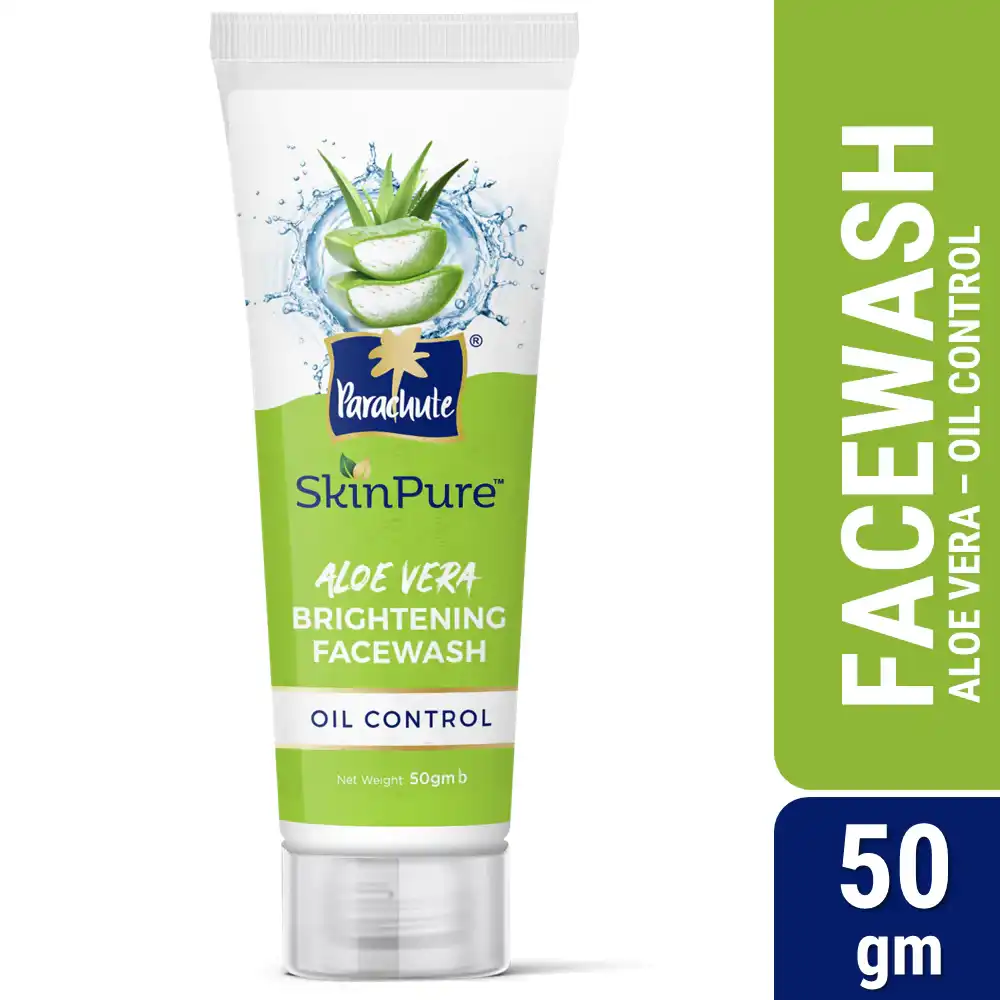 Parachute
®
SkinPure™
ALOE VERA
BRIGHTENING
FACEWASH
OIL CONTROL
Net Weight 50gm b
FACEWASH
ALOE VERA – OIL CONTROL
50
gm